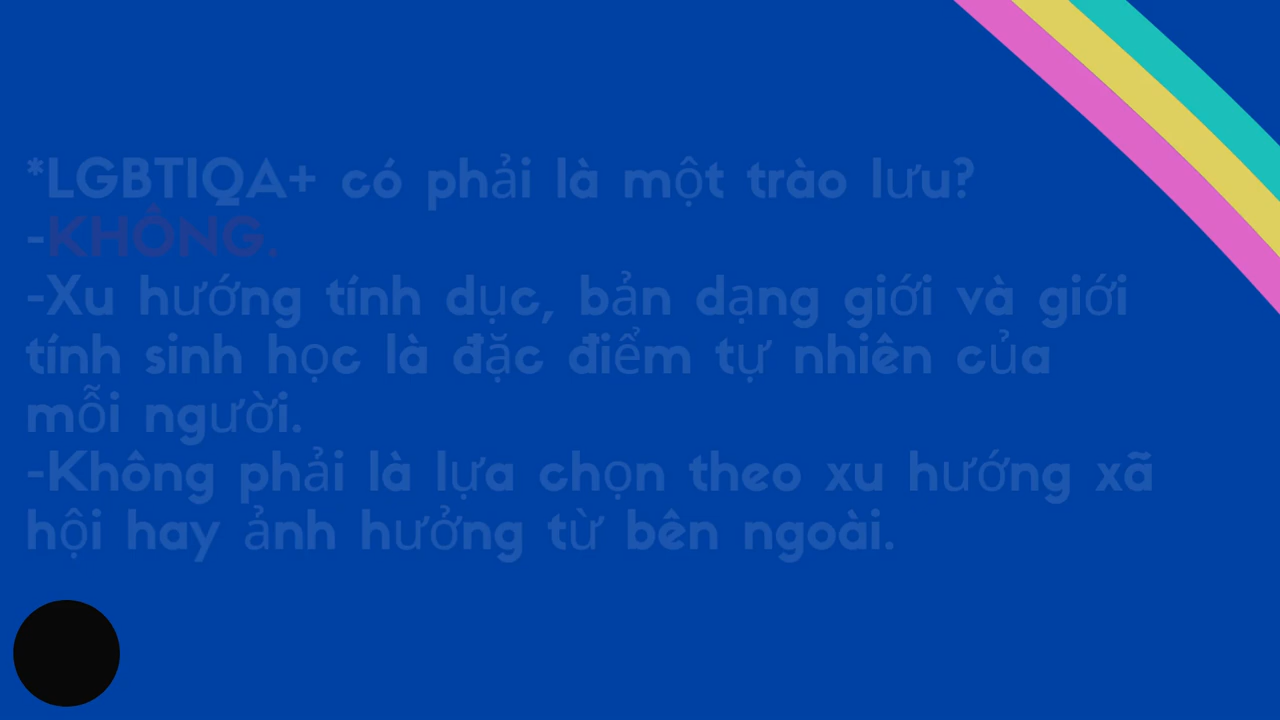 *LGBTIQA+ có phải là một trào lưu?
-KHÔNG.
-Xu hướng tính dục, bản dạng giới và giới
tính sinh học là đặc điểm tự nhiên của
mỗi người.
-Không phải là lựa chọn theo xu hướng xã
hội hay ảnh hưởng từ bên ngoài.